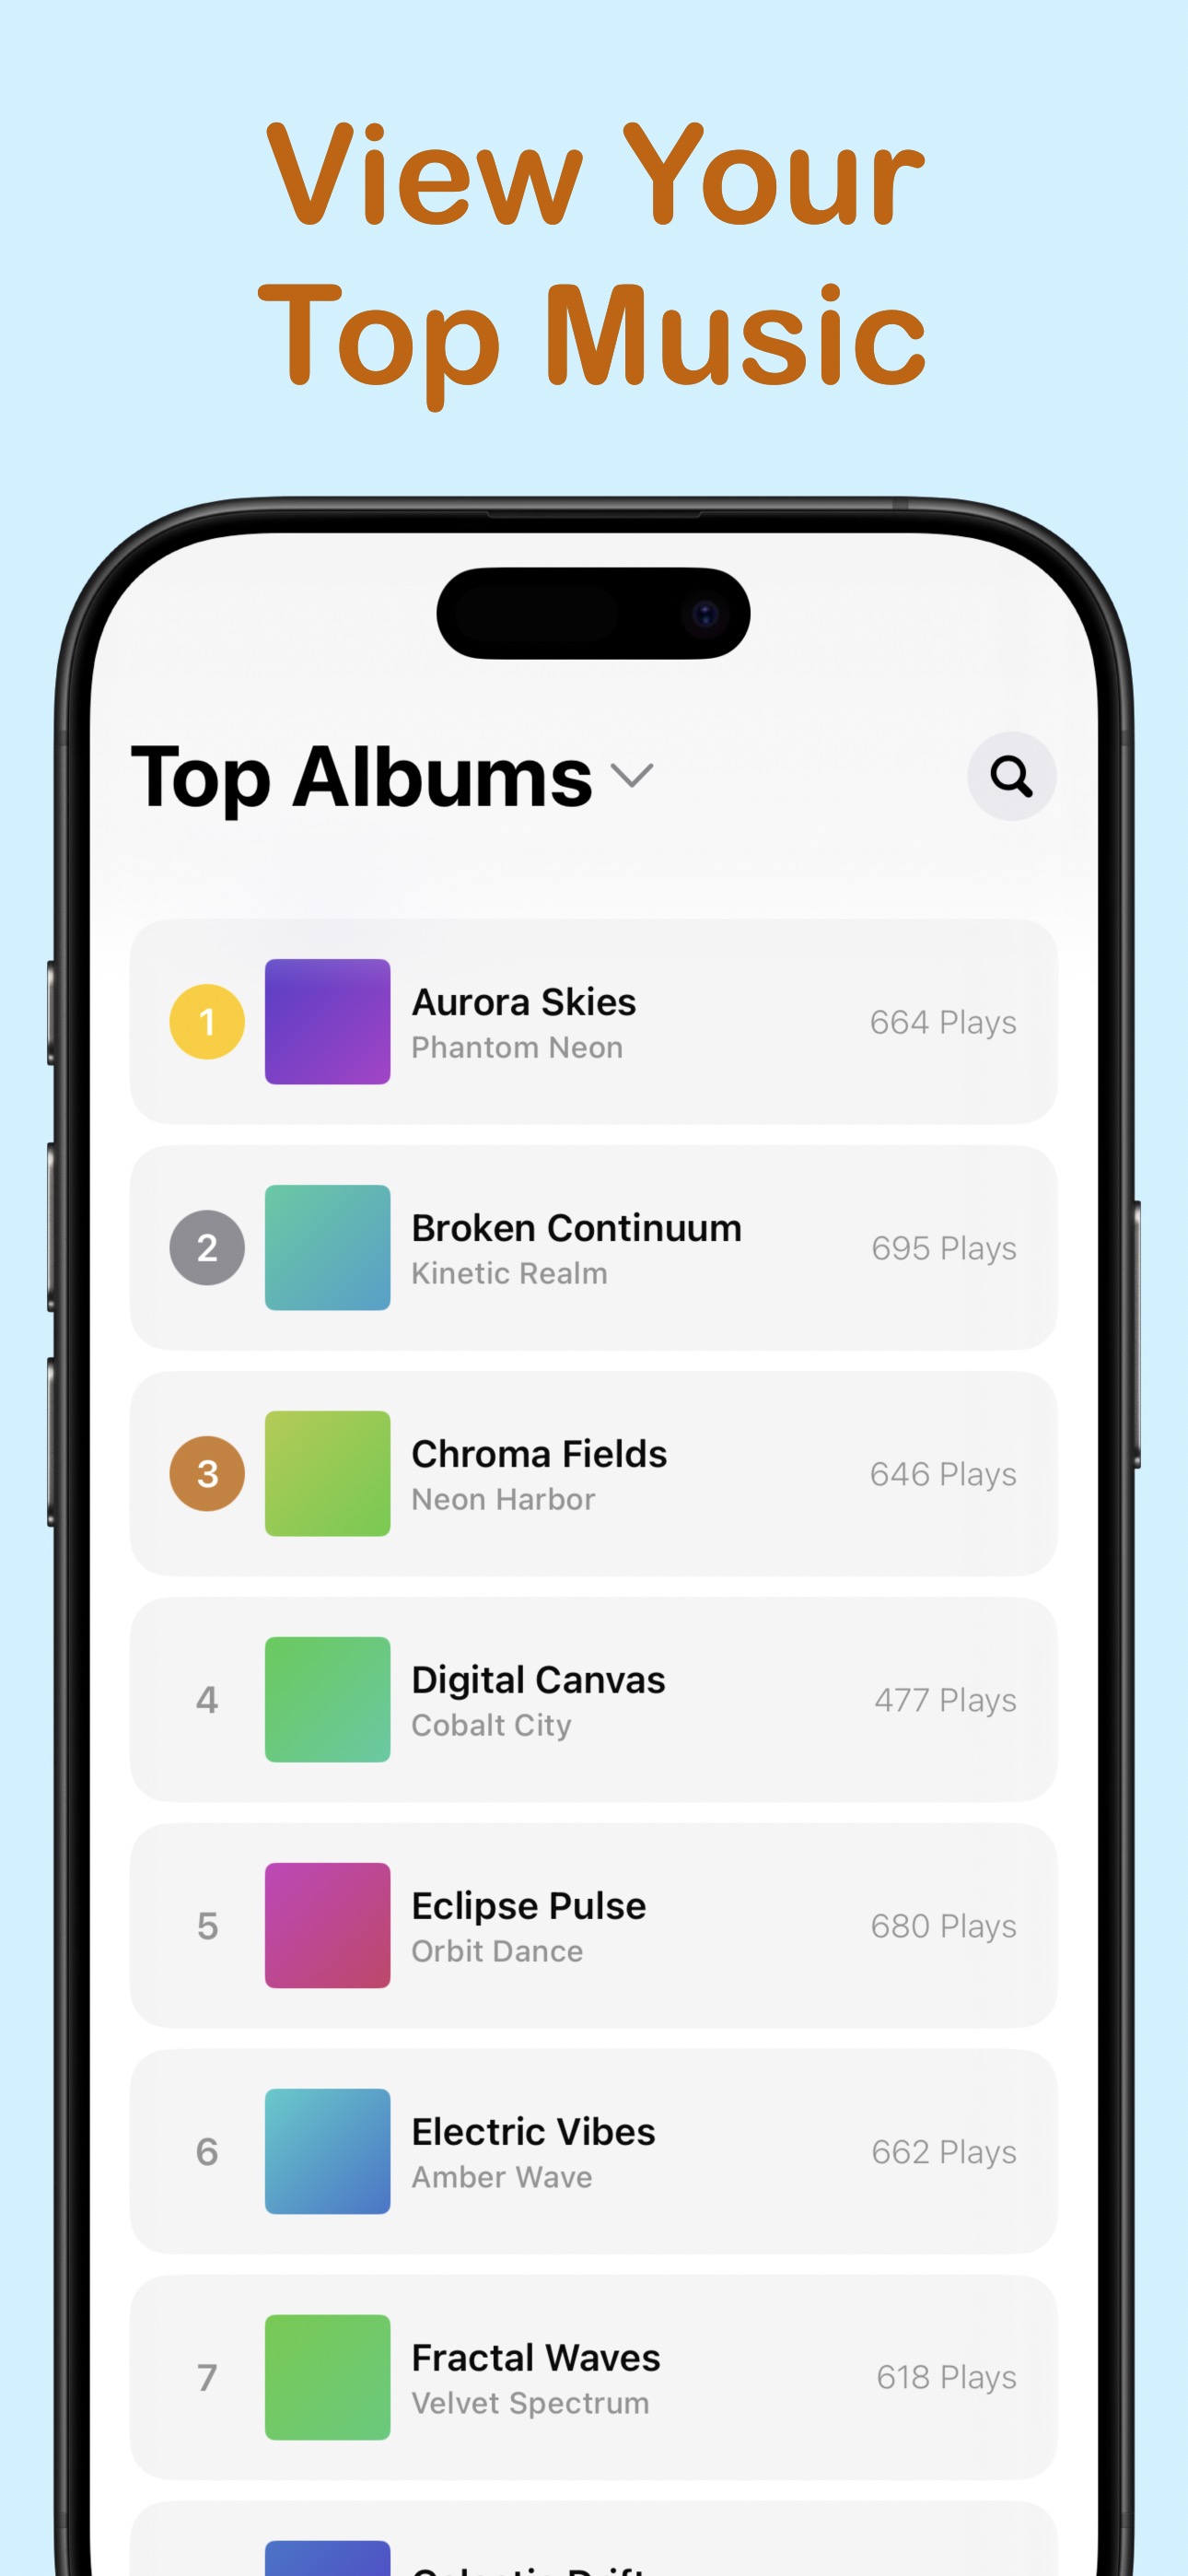 View Your
Top Music
Top Albums
1
Aurora Skies
Phantom Neon
664 Plays
2
Broken Continuum
Kinetic Realm
695 Plays
3
Chroma Fields
Neon Harbor
646 Plays
4
Digital Canvas
Cobalt City
477 Plays
5
Eclipse Pulse
Orbit Dance
680 Plays
6
Electric Vibes
Amber Wave
662 Plays
7
Fractal Waves
Velvet Spectrum
618 Plays